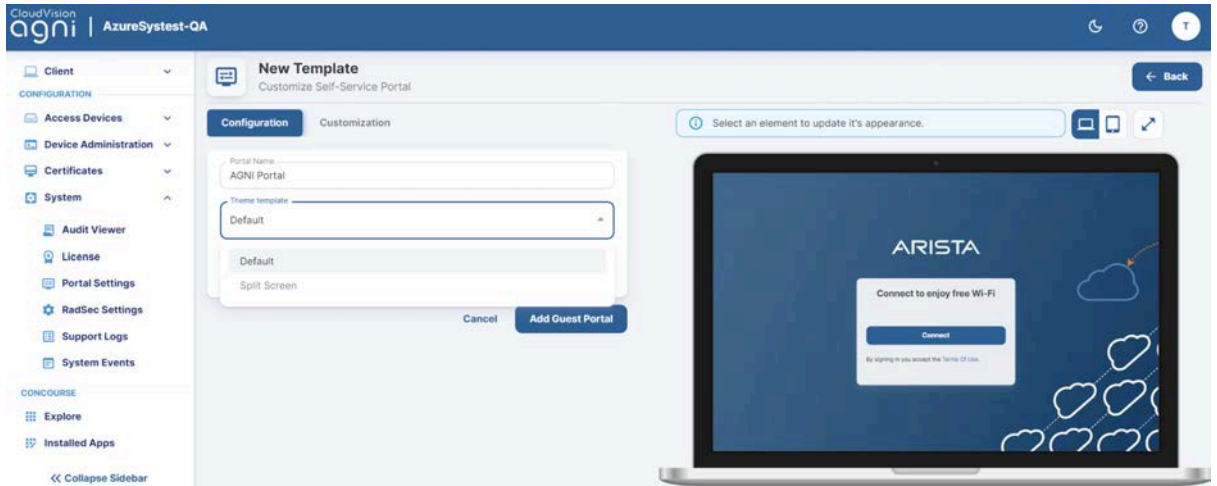 CloudVision
agni | AzureSystest-QA
T
Client
CONFIGURATION
Access Devices
Device Administration
Certificates
System
Audit Viewer
License
Portal Settings
RadSec Settings
Support Logs
System Events
CONCOURSE
Explore
Installed Apps
Collapse Sidebar
New Template
Customize Self-Service Portal
Back
Configuration
Customization
Portal Name
AGNI Portal
Theme template
Default
Default
Split Screen
Cancel
Add Guest Portal
Select an element to update it's appearance.
ARISTA
Connect to enjoy free Wi-Fi
Connect
By signing in you accept the Terms Of Use.